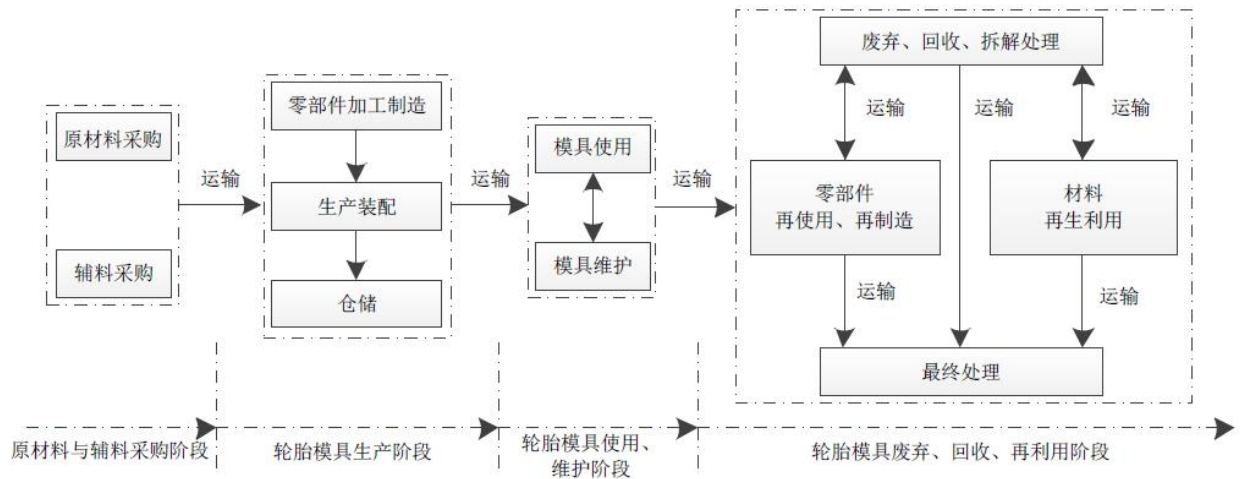 原材料采购
辅料采购
运输
零部件加工制造
生产装配
仓储
运输
模具使用
模具维护
运输
废弃、回收、拆解处理
运输
运输
运输
零部件
再使用、再制造
材料
再生利用
运输
运输
最终处理
原材料与辅料采购阶段
轮胎模具生产阶段
轮胎模具使用、
维护阶段
轮胎模具废弃、回收、再利用阶段